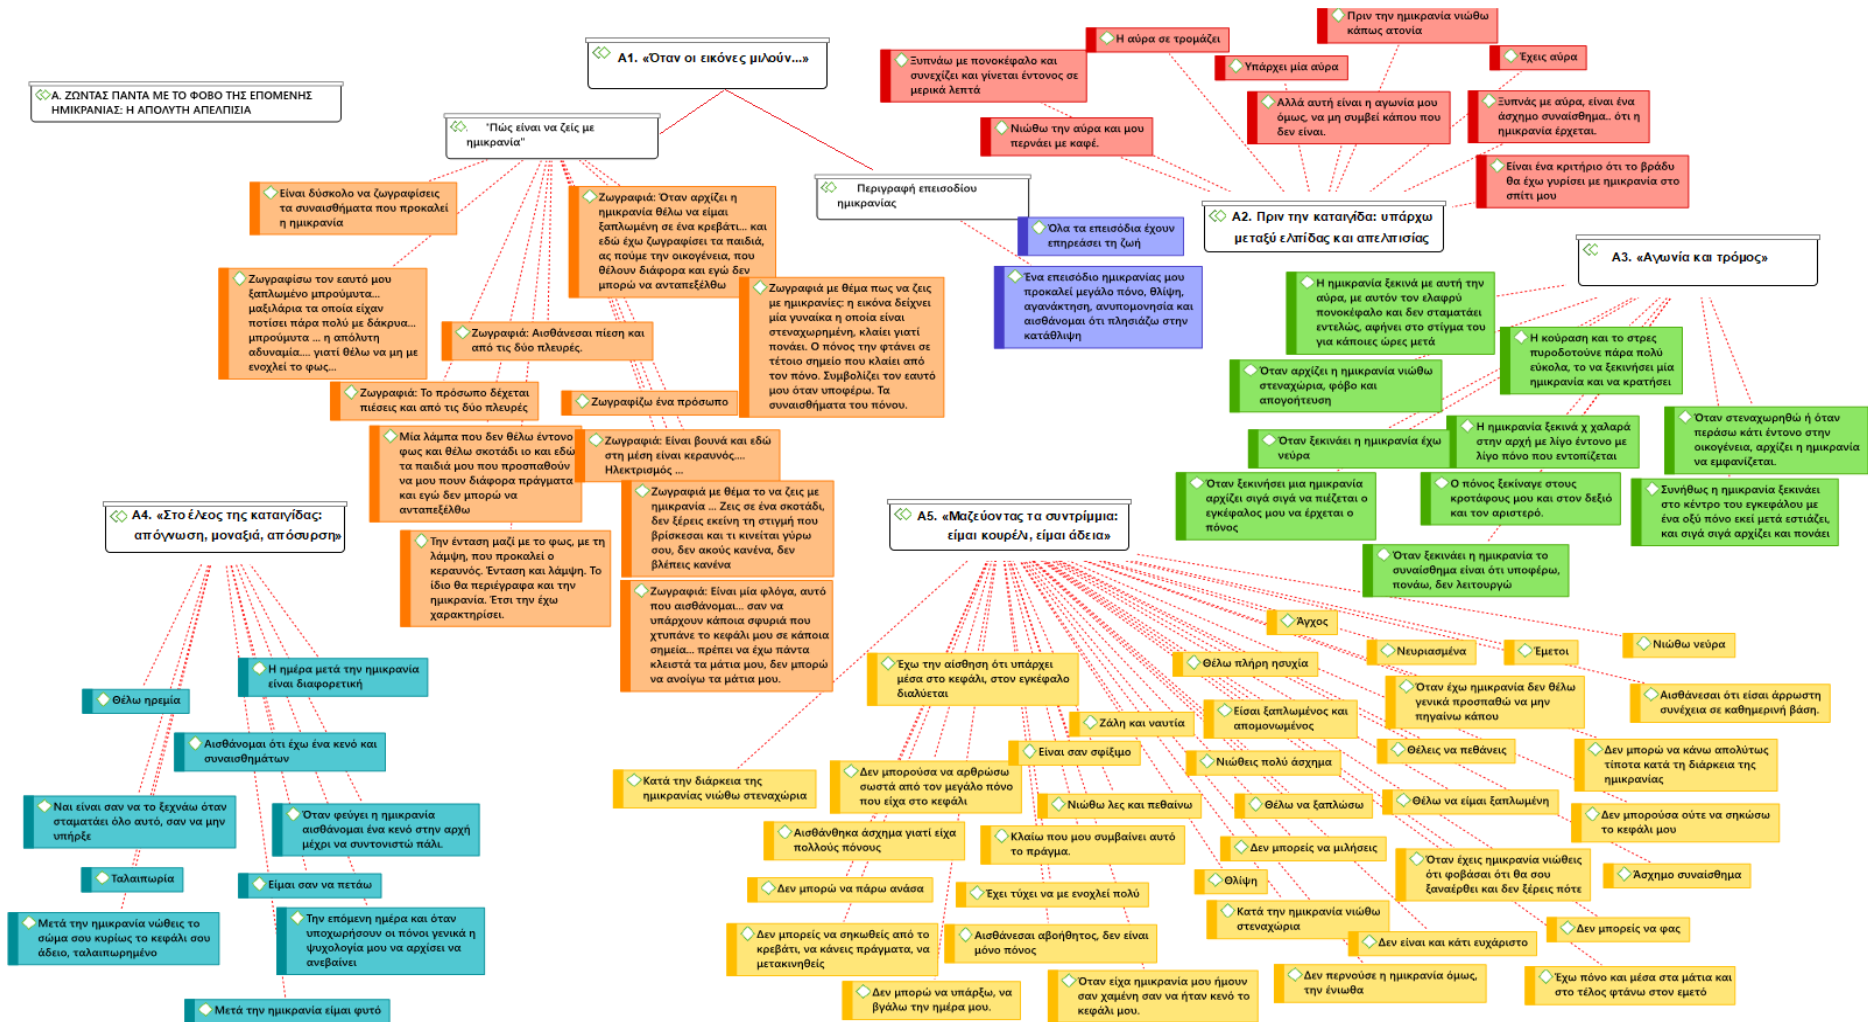 Α. ΖΩΝΤΑΣ ΠΑΝΤΑ ΜΕ ΤΟ ΦΟΒΟ ΤΗΣ ΕΠΟΜΕΝΗΣ
ΗΜΙΚΡΑΝΙΑΣ: Η ΑΠΟΛΥΤΗ ΑΠΕΛΠΙΣΙΑ
Α1. «Όταν οι εικόνες μιλούν...»
"Πώς είναι να ζείς με
ημικρανία"
Περιγραφή επεισοδίου
ημικρανίας
Είναι δύσκολο να ζωγραφίσεις
τα συναισθήματα που προκαλεί
η ημικρανία
Ζωγραφιά: Όταν αρχίζει η
ημικρανία θέλω να είμαι
ξαπλωμένη σε ένα κρεβάτι... και
εδώ έχω ζωγραφίσει τα παιδιά,
ας πούμε την οικογένεια, που
θέλουν διάφορα και εγώ δεν
μπορώ να ανταπεξέλθω
Ζωγραφίσω τον εαυτό μου
ξαπλωμένο μπρούμυτα...
μαξιλάρια τα οποία είχαν
ποτίσει πάρα πολύ με δάκρυα...
μπρούμυτα ... η απόλυτη
αδυναμία.... γιατί θέλω να μη με
ενοχλεί το φως...
Ζωγραφιά με θέμα πως να ζεις
με ημικρανίες: η εικόνα δείχνει
μία γυναίκα η οποία είναι
στεναχωρημένη, κλαίει γιατί
πονάει. Ο πόνος την φτάνει σε
τέτοιο σημείο που κλαίει από
τον πόνο. Συμβολίζει τον εαυτό
μου όταν υποφέρω. Τα
συναισθήματα του πόνου.
Ζωγραφιά: Αισθάνεσαι πίεση και
από τις δύο πλευρές.
Ζωγραφιά: Το πρόσωπο δέχεται
πιέσεις και από τις δύο πλευρές
Ζωγραφίζω ένα πρόσωπο
Μία λάμπα που δεν θέλω έντονο
φως και θέλω σκοτάδι ιο και εδώ
τα παιδιά μου που προσπαθούν
να μου πουν διάφορα πράγματα
και εγώ δεν μπορώ να
ανταπεξέλθω
Ζωγραφιά: Είναι βουνά και εδώ
στη μέση είναι κεραυνός....
Ηλεκτρισμός ...
Ζωγραφιά με θέμα το να ζεις με
ημικρανία ... Ζεις σε ένα σκοτάδι,
δεν ξέρεις εκείνη τη στιγμή που
βρίσκεσαι και τι κινείται γύρω
σου, δεν ακούς κανένα, δεν
βλέπεις κανένα
Την ένταση μαζί με το φως, με τη
λάμψη, που προκαλεί ο
κεραυνός. Ένταση και λάμψη. Το
ίδιο θα περιέγραφα και την
ημικρανία. Έτσι την έχω
χαρακτηρίσει.
Ζωγραφιά: Είναι μία φλόγα, αυτό
που αισθάνομαι... σαν να
υπάρχουν κάποια σφυριά που
χτυπάνε το κεφάλι μου σε κάποια
σημεία... πρέπει να έχω πάντα
κλειστά τα μάτια μου, δεν μπορώ
να ανοίγω τα μάτια μου.
Όλα τα επεισόδια έχουν
επηρεάσει τη ζωή
Ένα επεισόδιο ημικρανίας μου
προκαλεί μεγάλο πόνο, θλίψη,
αγανάκτηση, ανυπομονησία και
αισθάνομαι ότι πλησιάζω στην
κατάθλιψη
Ξυπνάω με πονοκέφαλο και
συνεχίζει και γίνεται έντονος σε
μερικά λεπτά
Η αύρα σε τρομάζει
Πριν την ημικρανία νιώθω
κάπως ατονία
Υπάρχει μία αύρα
Έχεις αύρα
Νιώθω την αύρα και μου
περνάει με καφέ.
Αλλά αυτή είναι η αγωνία μου
όμως, να μη συμβεί κάπου που
δεν είναι.
Ξυπνάς με αύρα, είναι ένα
άσχημο συναίσθημα.. ότι η
ημικρανία έρχεται.
Είναι ένα κριτήριο ότι το βράδυ
θα έχω γυρίσει με ημικρανία στο
σπίτι μου
Α2. Πριν την καταιγίδα: υπάρχω
μεταξύ ελπίδας και απελπισίας
Α3. «Αγωνία και τρόμος»
Η ημικρανία ξεκινά με αυτή την
αύρα, με αυτόν τον ελαφρύ
πονοκέφαλο και δεν σταματάει
εντελώς, αφήνει στο στίγμα του
για κάποιες ώρες μετά
Η κούραση και το στρες
πυροδοτούνε πάρα πολύ
εύκολα, το να ξεκινήσει μία
ημικρανία και να κρατήσει
Όταν αρχίζει η ημικρανία νιώθω
στεναχώρια, φόβο και
απογοήτευση
Όταν στεναχωρηθώ ή όταν
περάσω κάτι έντονο στην
οικογένεια, αρχίζει η ημικρανία
να εμφανίζεται.
Όταν ξεκινάει η ημικρανία έχω
νεύρα
Η ημικρανία ξεκινά χ χαλαρά
στην αρχή με λίγο έντονο με
λίγο πόνο που εντοπίζεται
Όταν ξεκινήσει μια ημικρανία
αρχίζει σιγά σιγά να πιέζεται ο
εγκέφαλος μου να έρχεται ο
πόνος
Ο πόνος ξεκίναγε στους
κροτάφους μου και στον δεξιό
και τον αριστερό.
Συνήθως η ημικρανία ξεκινάει
στο κέντρο του εγκεφάλου με
ένα οξύ πόνο εκεί μετά εστιάζει,
και σιγά σιγά αρχίζει και πονάει
Όταν ξεκινάει η ημικρανία το
συναίσθημα είναι ότι υποφέρω,
πονάω, δεν λειτουργώ
Α4. «Στο έλεος της καταιγίδας:
απόγνωση, μοναξιά, απόσυρση»
Η ημέρα μετά την ημικρανία
είναι διαφορετική
Θέλω ηρεμία
Αισθάνομαι ότι έχω ένα κενό και
συναισθημάτων
Ναι είναι σαν να το ξεχνάω όταν
σταματάει όλο αυτό, σαν να μην
υπήρξε
Όταν φεύγει η ημικρανία
αισθάνομαι ένα κενό στην αρχή
μέχρι να συντονιστώ πάλι.
Ταλαιπωρία
Είμαι σαν να πετάω
Μετά την ημικρανία νώθεις το
σώμα σου κυρίως το κεφάλι σου
άδειο, ταλαιπωρημένο
Την επόμενη ημέρα και όταν
υποχωρήσουν οι πόνοι γενικά η
ψυχολογία μου να αρχίσει να
ανεβαίνει
Μετά την ημικρανία είμαι φυτό
Α5. «Μαζεύοντας τα συντρίμμια:
είμαι κουρέλι, είμαι άδεια»
Άγχος
Νευριασμένα
Έμετοι
Νιώθω νεύρα
Έχω την αίσθηση ότι υπάρχει
μέσα στο κεφάλι, στον εγκέφαλο
διαλύεται
Θέλω πλήρη ησυχία
Όταν έχω ημικρανία δεν θέλω
γενικά προσπαθώ να μην
πηγαίνω κάπου
Αισθάνεσαι ότι είσαι άρρωστη
συνέχεια σε καθημερινή βάση.
Ζάλη και ναυτία
Είσαι ξαπλωμένος και
απομονωμένος
Είναι σαν σφίξιμο
Θέλεις να πεθάνεις
Δεν μπορώ να κάνω απολύτως
τίποτα κατά τη διάρκεια της
ημικρανίας
Κατά την διάρκεια της
ημικρανίας νιώθω στεναχώρια
Δεν μπορούσα να αρθρώσω
σωστά από τον μεγάλο πόνο
που είχα στο κεφάλι
Νιώθεις πολύ άσχημα
Νιώθω λες και πεθαίνω
Θέλω να ξαπλώσω
Θέλω να είμαι ξαπλωμένη
Δεν μπορούσα ούτε να σηκώσω
το κεφάλι μου
Αισθάνθηκα άσχημα γιατί είχα
πολλούς πόνους
Κλαίω που μου συμβαίνει αυτό
το πράγμα.
Δεν μπορείς να μιλήσεις
Όταν έχεις ημικρανία νιώθεις
ότι φοβάσαι ότι θα σου
ξαναέρθει και δεν ξέρεις πότε
Άσχημο συναίσθημα
Δεν μπορώ να πάρω ανάσα
Έχει τύχει να με ενοχλεί πολύ
Θλίψη
Κατά την ημικρανία νιώθω
στεναχώρια
Δεν μπορείς να φας
Δεν μπορείς να σηκωθείς από το
κρεβάτι, να κάνεις πράγματα, να
μετακινηθείς
Αισθάνεσαι αβοήθητος, δεν είναι
μόνο πόνος
Δεν είναι και κάτι ευχάριστο
Δεν μπορώ να υπάρξω, να
βγάλω την ημέρα μου.
Όταν είχα ημικρανία μου ήμουν
σαν χαμένη σαν να ήταν κενό το
κεφάλι μου.
Δεν περνούσε η ημικρανία όμως,
την ένιωθα
Έχω πόνο και μέσα στα μάτια και
στο τέλος φτάνω στον εμετό